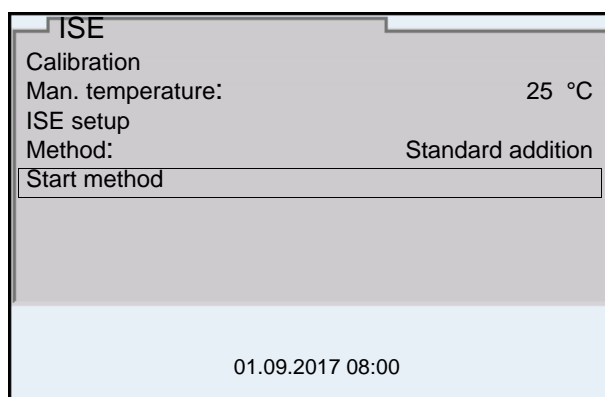 ISE
Calibration
Man. temperature: 25 °C
ISE setup
Method: Standard addition
Start method
01.09.2017 08:00